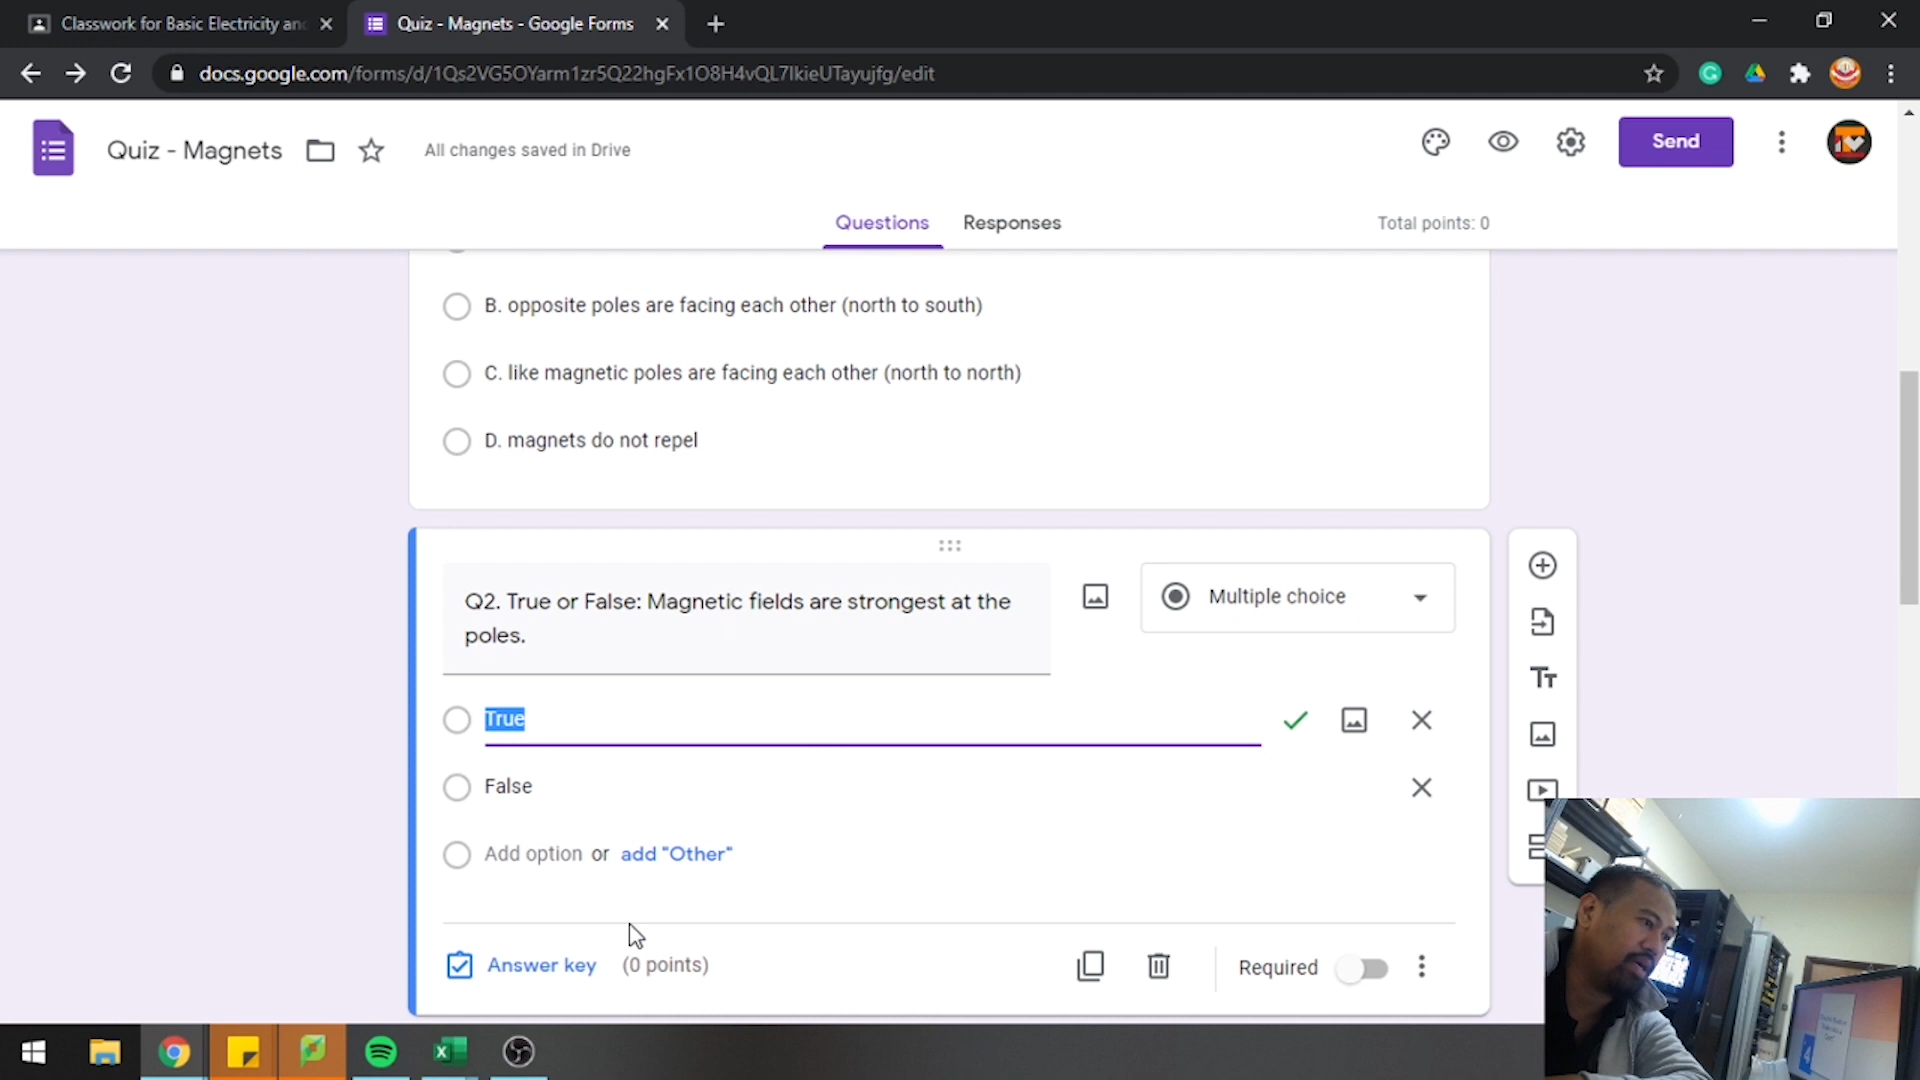 Classwork for Basic Electricity an
Quiz - Magnets - Google Forms
docs.google.com/forms/d/1Qs2VG5OYarm1zr5Q22hgFx1O8H4vQL7lkieUTayujfg/edit
Quiz - Magnets
All changes saved in Drive
Send
Questions
Responses
Total points: 0
B. opposite poles are facing each other (north to south)
C. like magnetic poles are facing each other (north to north)
D. magnets do not repel
Q2. True or False: Magnetic fields are strongest at the
poles.
Multiple choice
True
False
Add option or add "Other"
Answer key (0 points)
Required